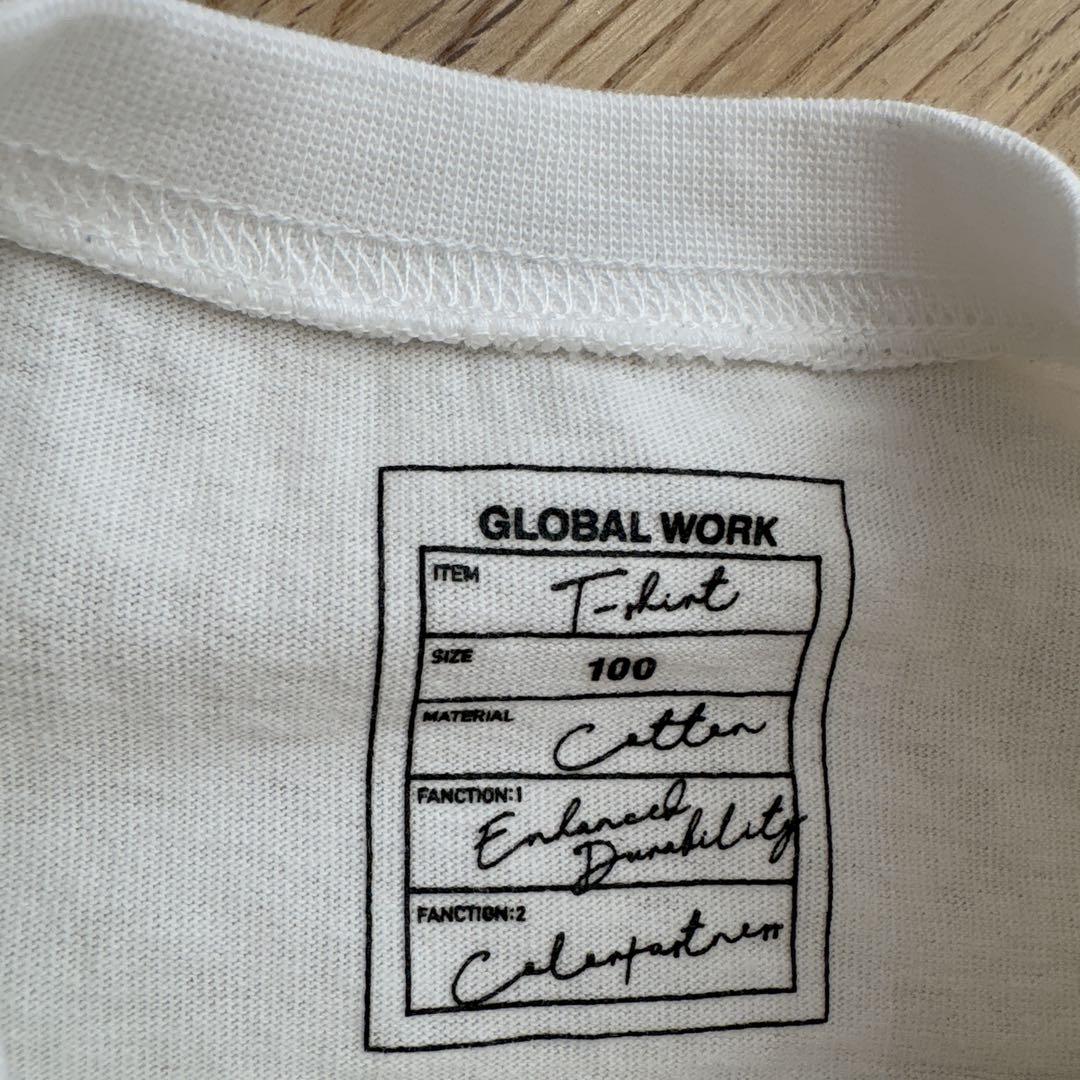 GLOBAL WORK
ITEM
T-shirt
SIZE
100
MATERIAL
Cotton
FANCTION:1
Enhanced
Durability
FANCTION:2
Colorfastness